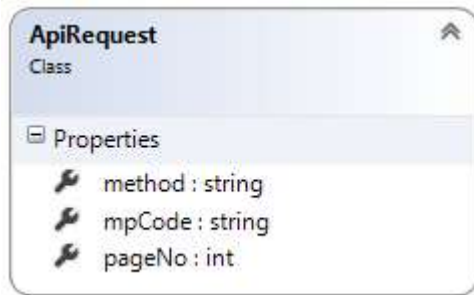 ApiRequest
Class
Properties
method : string
mpCode : string
pageNo : int